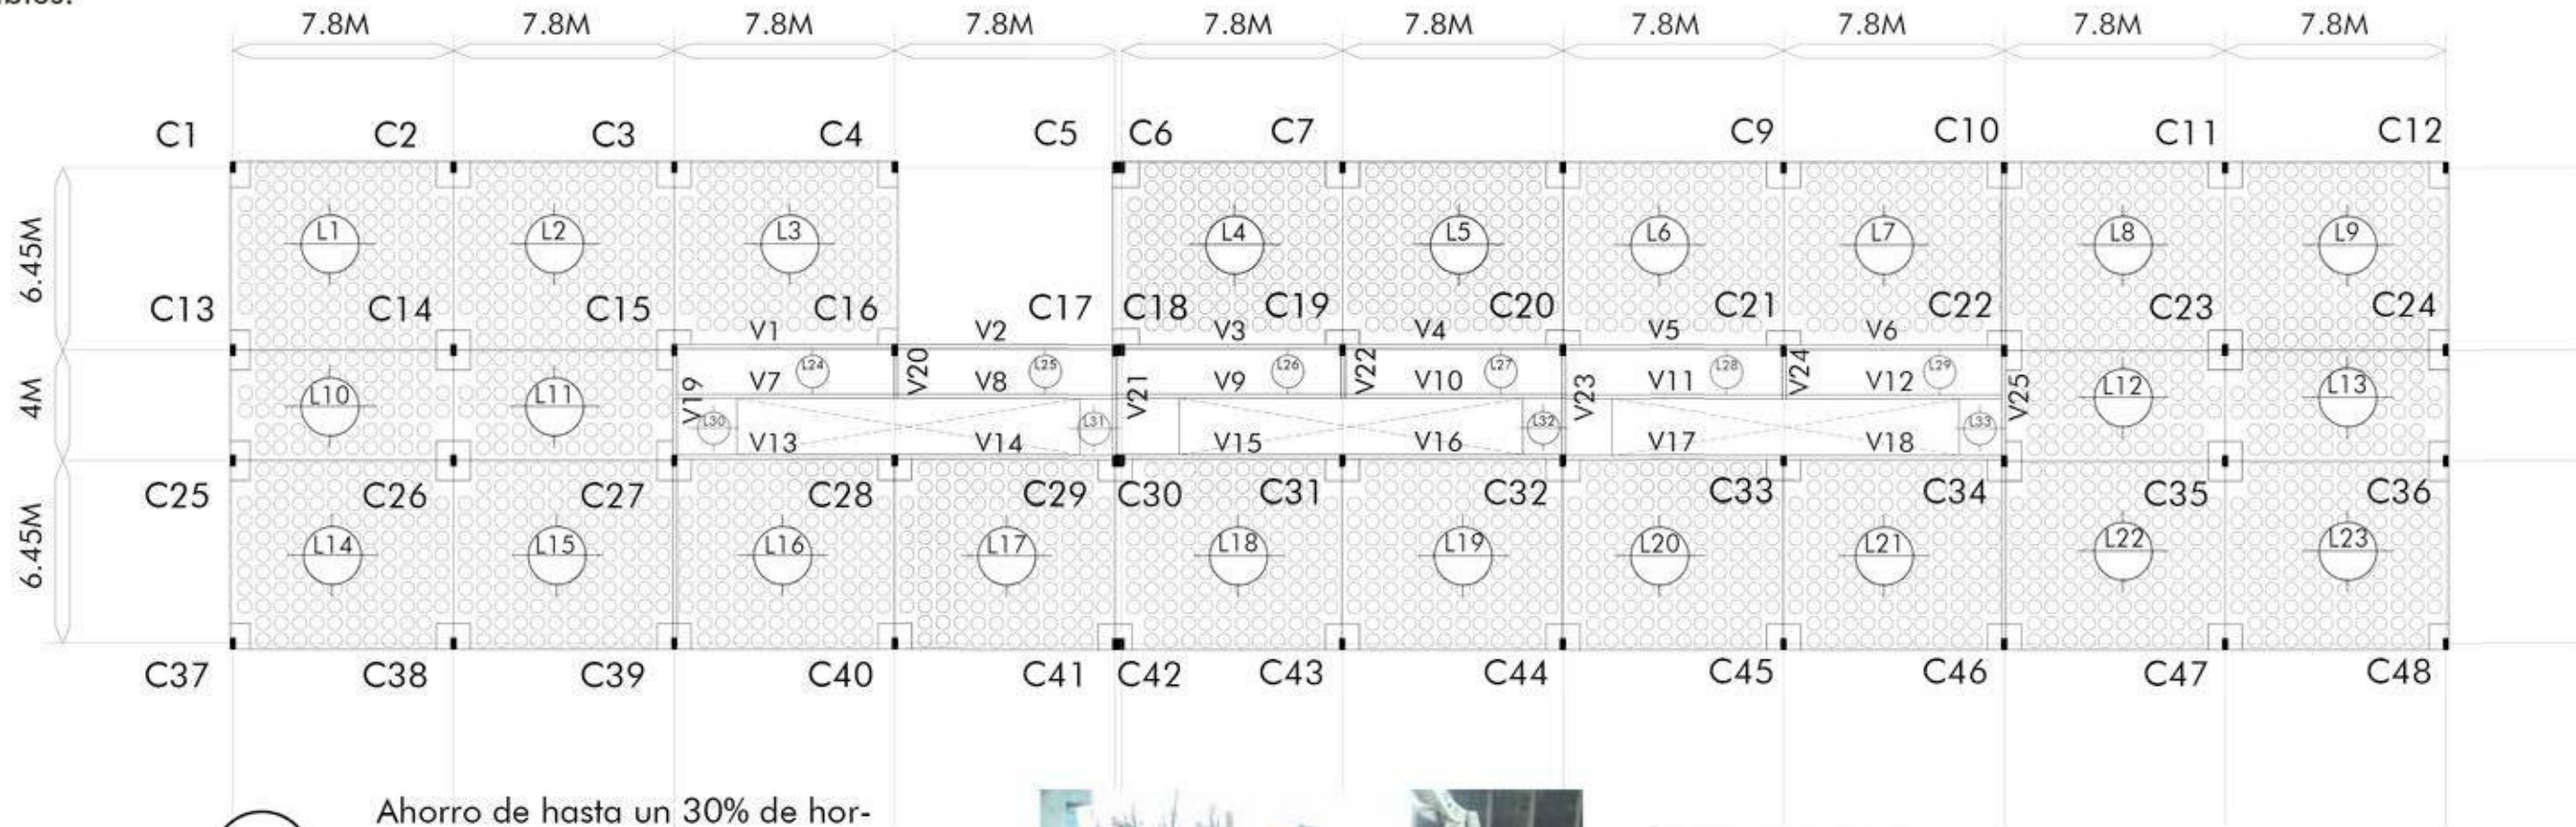 7.8M 7.8M 7.8M 7.8M 7.8M 7.8M 7.8M 7.8M 7.8M 7.8M
C1 C2 C3 C4 C5 C6 C7 C9 C10 C11 C12
6.45M
L1 L2 L3 L4 L5 L6 L7 L8 L9
C13 C14 C15 C16 C17 C18 C19 C20 C21 C22 C23 C24
V1 V2 V3 V4 V5 V6
4M
L24 L25 L26 L27 L28 L29
V7 V8 V9 V10 V11 V12
V19 V20 V21 V22 V23 V24 V25
L10 L11 L12 L13
L30 L31 L32 L33
V13 V14 V15 V16 V17 V18
C25 C26 C27 C28 C29 C30 C31 C32 C33 C34 C35 C36
6.45M
L14 L15 L16 L17 L18 L19 L20 L21 L22 L23
C37 C38 C39 C40 C41 C42 C43 C44 C45 C46 C47 C48
Ahorro de hasta un 30% de hor-